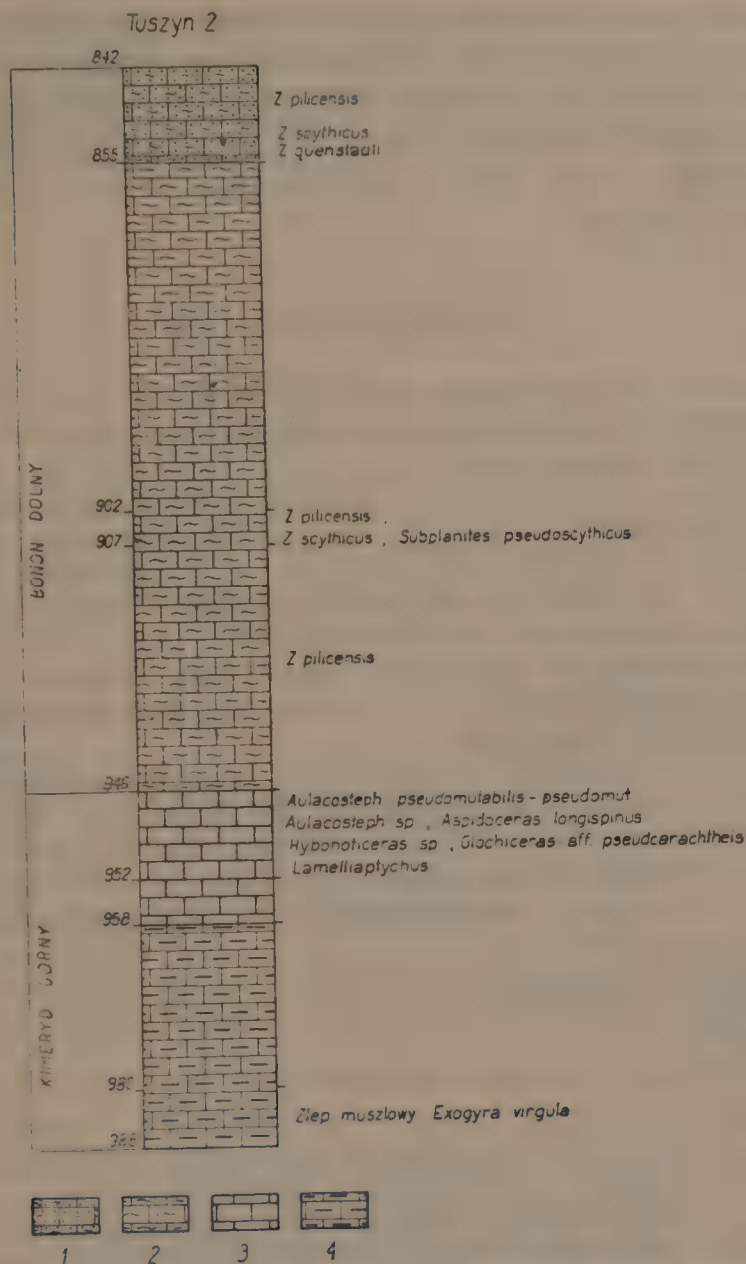 Tuszyn 2
842
Z pilicensis
Z scythicus
Z quenstedti
855
BONON DOLNY
902
Z pilicensis ,
907
Z scythicus , Subplanites pseudoscythicus
Z pilicensis
946
Aulacosteph pseudomutabilis - pseudomut
Aulacosteph sp , Aspidoceras longispinus
Hybonoticeras sp , Glochiceras aff. pseudcarachtheis
952
Lamelliaptychus
958
KIMERYD GÓRNY
980
Zlep muszlowy Exogyra virgula
988
1 2 3 4